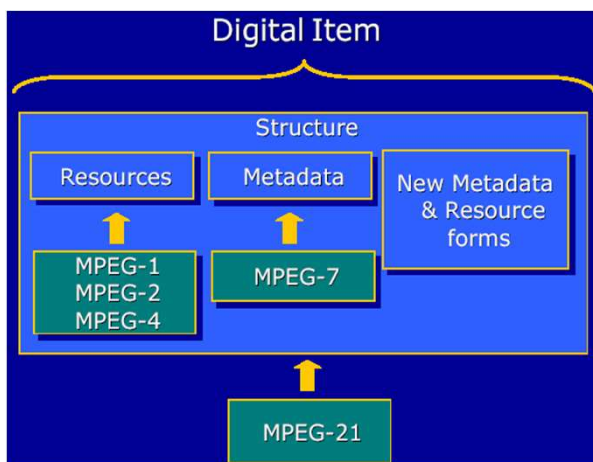 Digital Item
Structure
Resources
Metadata
New Metadata
& Resource
forms
MPEG-1
MPEG-2
MPEG-4
MPEG-7
MPEG-21